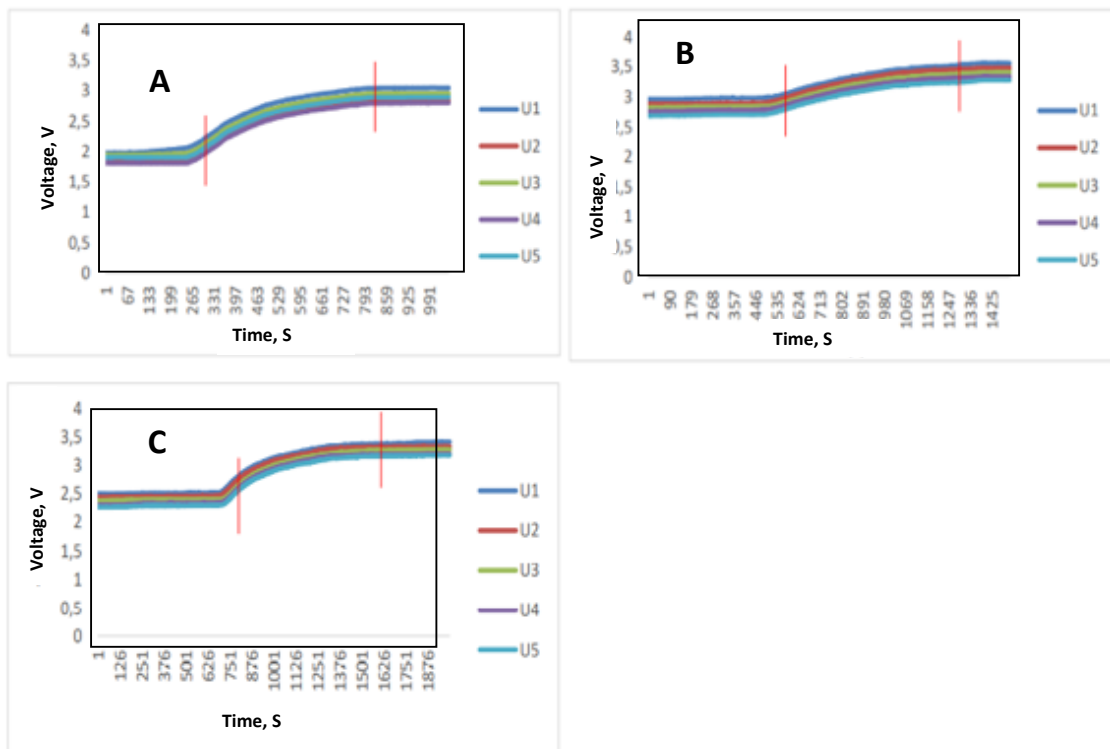 A
Voltage, V
4
3,5
3
2,5
2
1,5
1
0,5
0
1 67 133 199 265 331 397 463 529 595 661 727 793 859 925 991
Time, S
U1
U2
U3
U4
U5
B
Voltage, V
4
3,5
3
2,5
2
1,5
1
0,5
0
1 90 179 268 357 446 535 624 713 802 891 980 1069 1158 1247 1336 1425
Time, S
U1
U2
U3
U4
U5
C
Voltage, V
4
3,5
3
2,5
2
1,5
1
0,5
0
1 126 251 376 501 626 751 876 1001 1126 1251 1376 1501 1626 1751 1876
Time, S
U1
U2
U3
U4
U5